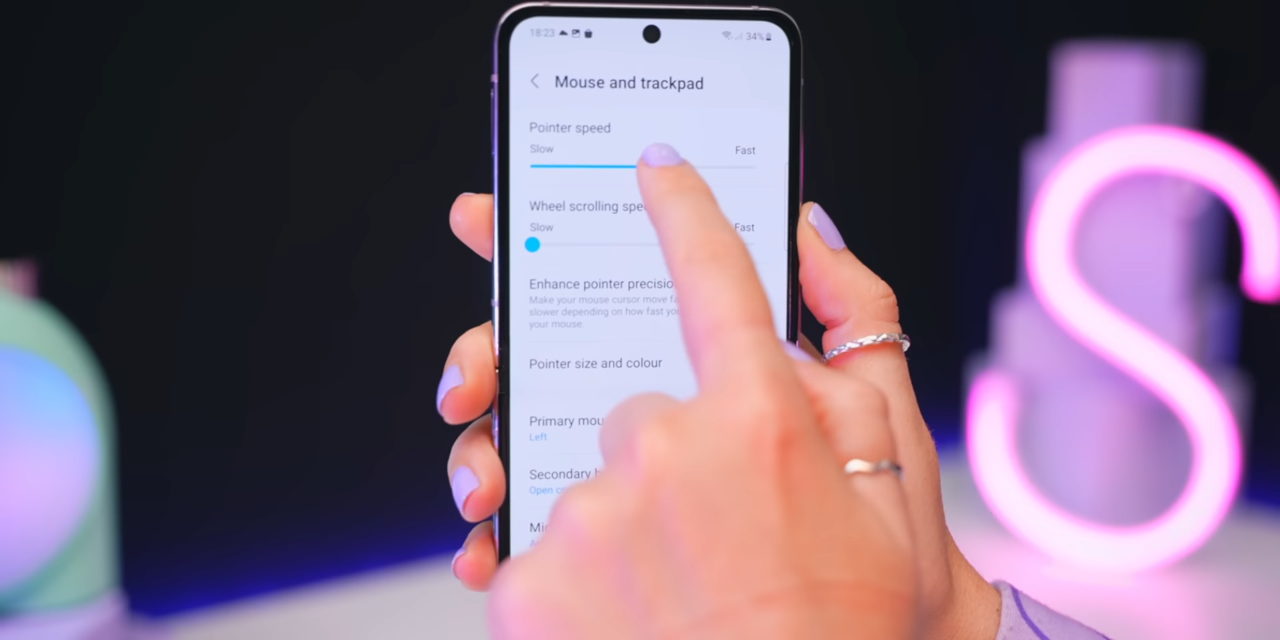 18:23 34%
Mouse and trackpad
Pointer speed
Slow Fast
Wheel scrolling spe
Slow Fast
Enhance pointer precisio
Make your mouse cursor move fa
slower depending on how fast yo
your mouse.
Pointer size and colour
Primary mou
Left
Secondary
Open
S